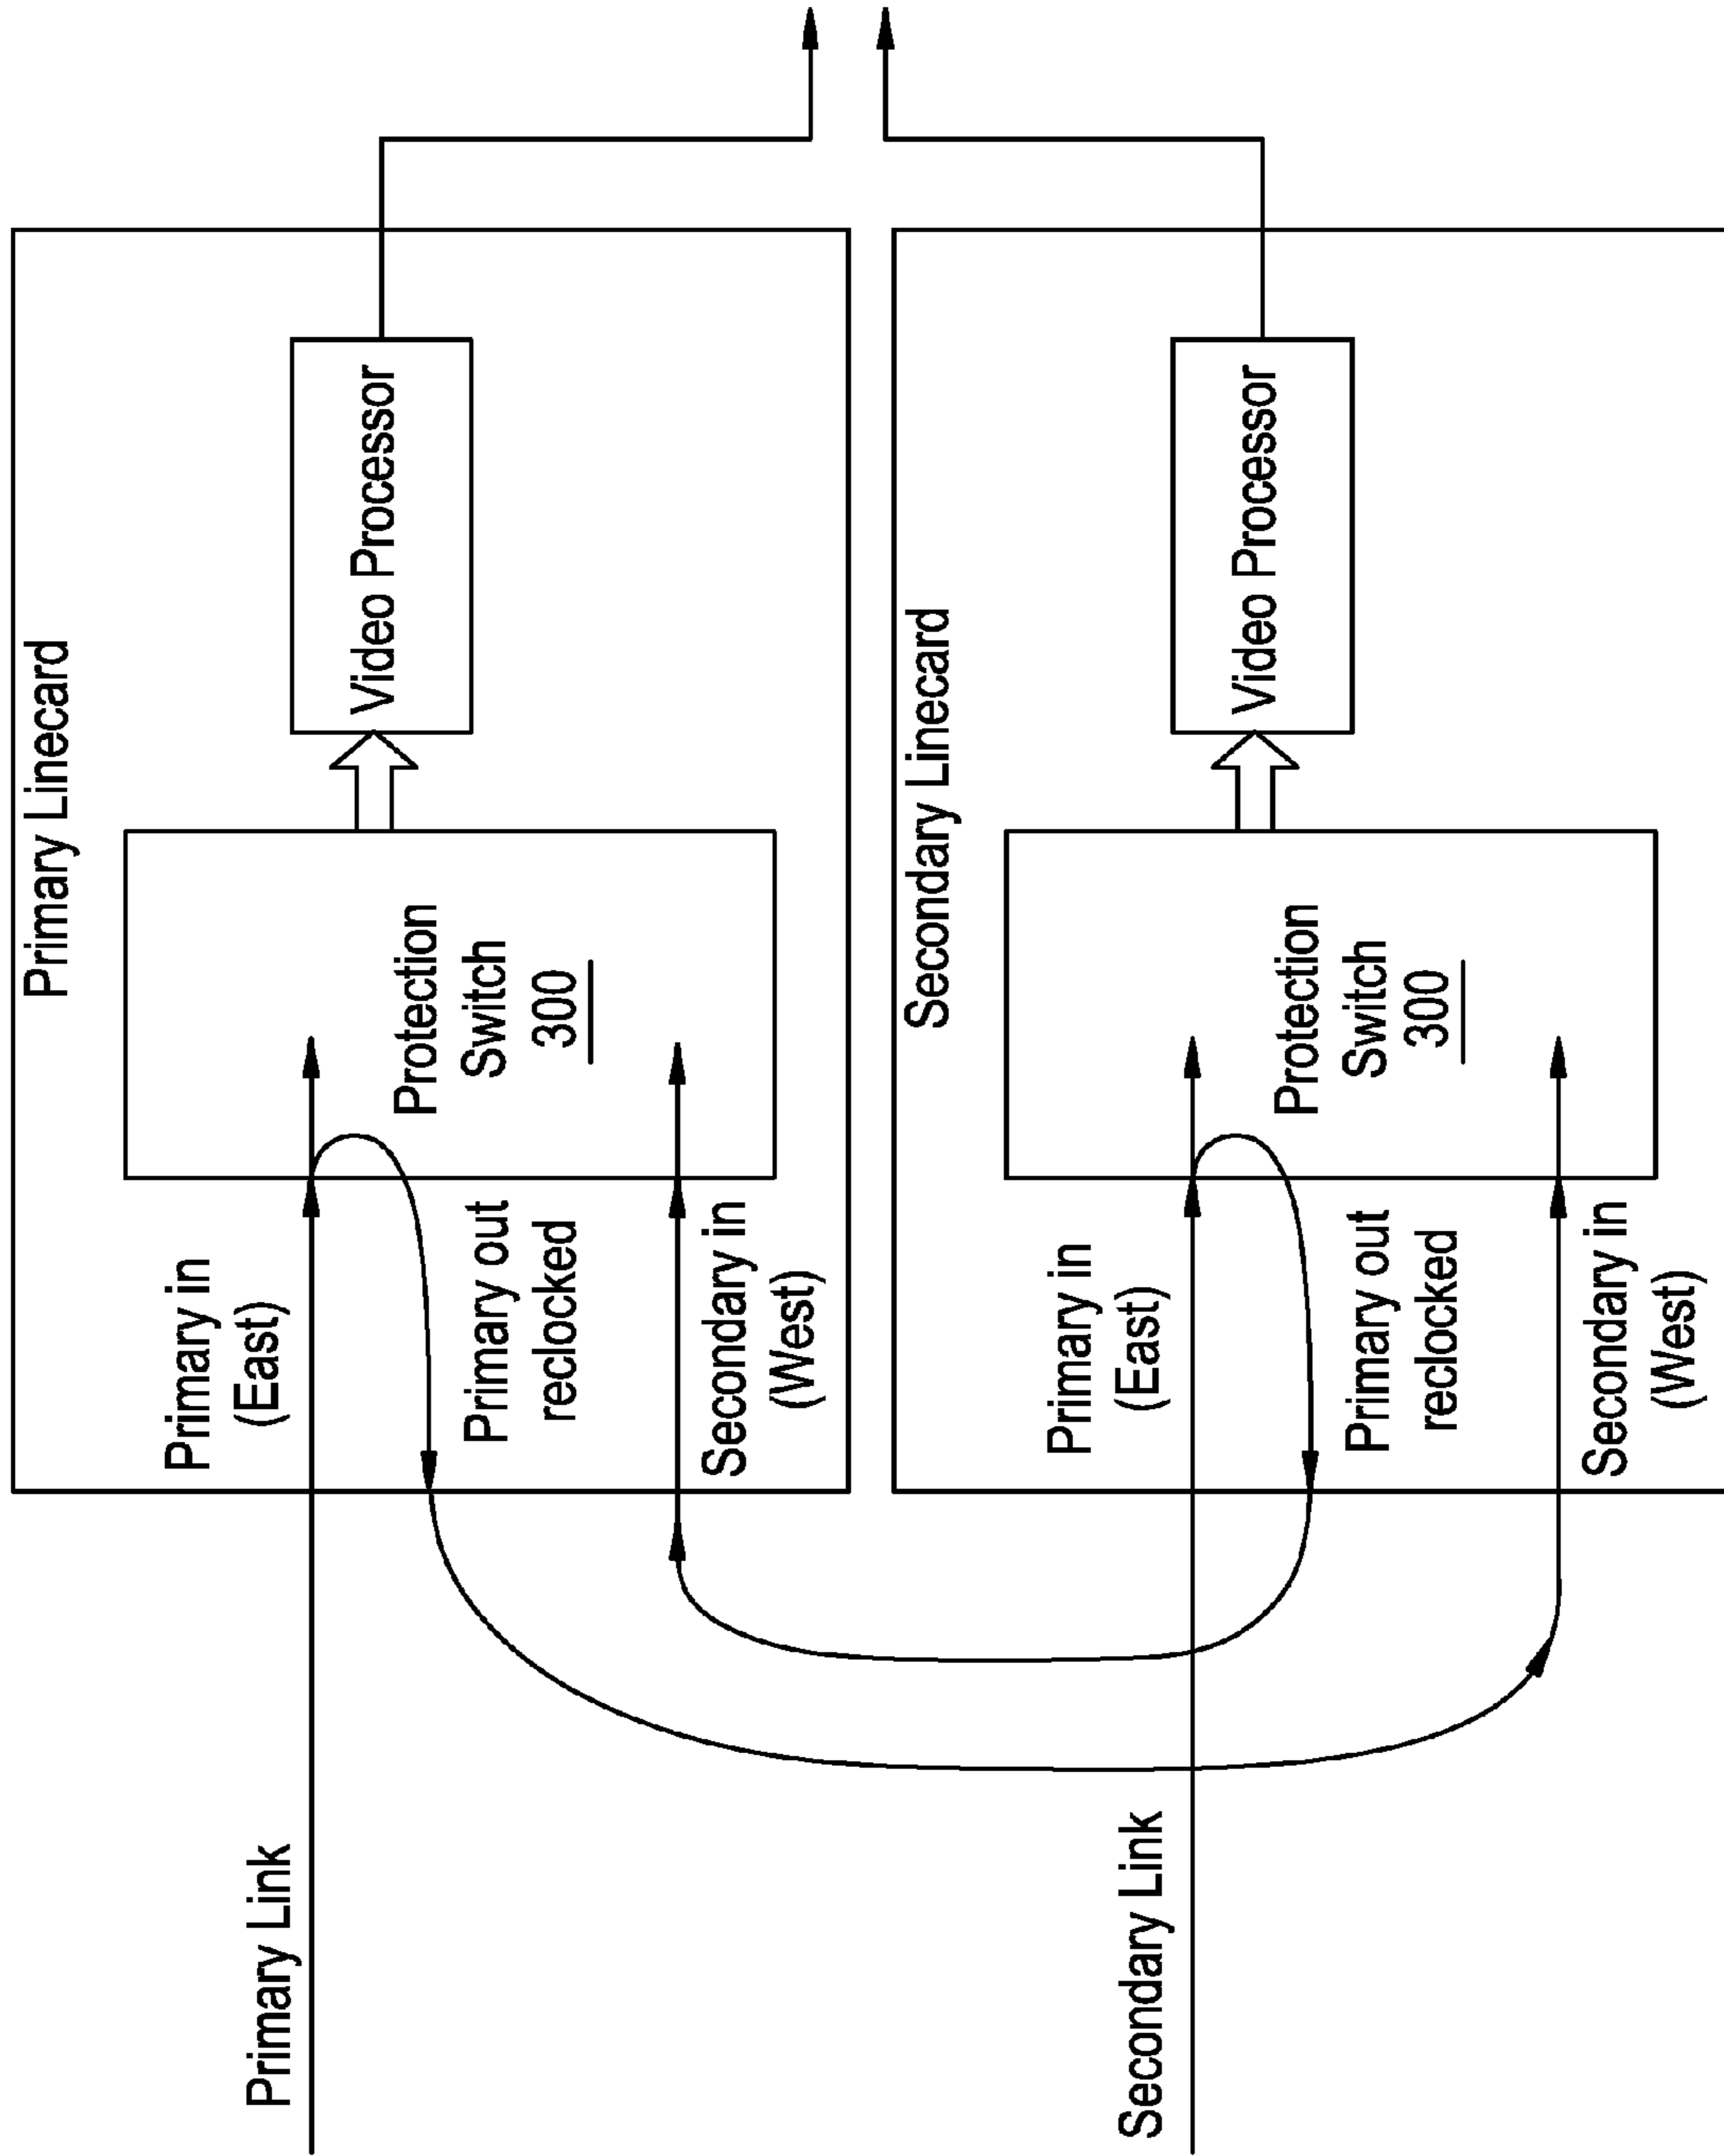 Primary Linecard
Primary Link
Primary in
(East)
Primary out
reclocked
Secondary in
(West)
Protection
Switch
300
Video Processor
Secondary Linecard
Secondary Link
Primary in
(East)
Primary out
reclocked
Secondary in
(West)
Protection
Switch
300
Video Processor